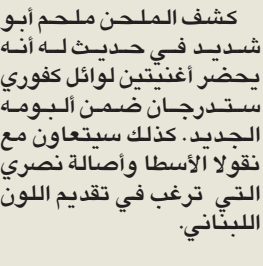 كشف الملحن ملحم أبو
شديد في حديث له أنه
يحضر أغنيتين لوائل كفوري
ستدرجان ضمن ألبومه
الجديد. كذلك سيتعاون مع
نقولا الأسطا وأصالة نصري
التي ترغب في تقديم اللون
اللبناني.